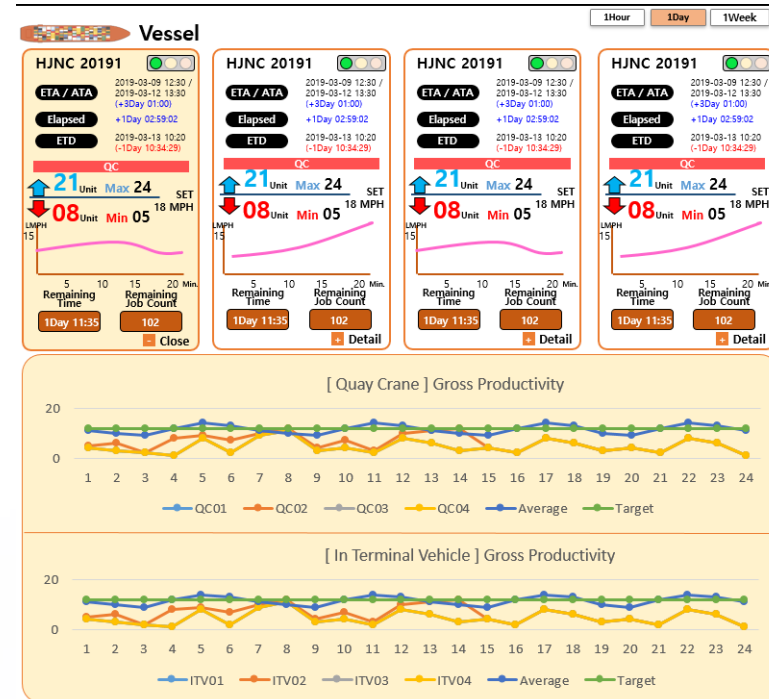 1Hour 1Day 1Week
Vessel
HJNC 20191
ETA / ATA 2019-03-09 12:30 /
2019-03-12 13:30
(+3Day 01:00)
Elapsed +1Day 02:59:02
ETD 2019-03-13 10:20
(-1Day 10:34:29)
QC
21 Unit Max 24
SET
18 MPH
08 Unit Min 05
LMPH
15
5 10 15 20 Min.
Remaining Time
Remaining Job Count
1Day 11:35 102
- Close
HJNC 20191
ETA / ATA 2019-03-09 12:30 /
2019-03-12 13:30
(+3Day 01:00)
Elapsed +1Day 02:59:02
ETD 2019-03-13 10:20
(-1Day 10:34:29)
QC
21 Unit Max 24
SET
18 MPH
08 Unit Min 05
LMPH
15
5 10 15 20 Min.
Remaining Time
Remaining Job Count
1Day 11:35 102
+ Detail
HJNC 20191
ETA / ATA 2019-03-09 12:30 /
2019-03-12 13:30
(+3Day 01:00)
Elapsed +1Day 02:59:02
ETD 2019-03-13 10:20
(-1Day 10:34:29)
QC
21 Unit Max 24
SET
18 MPH
08 Unit Min 05
LMPH
15
5 10 15 20 Min.
Remaining Time
Remaining Job Count
1Day 11:35 102
+ Detail
HJNC 20191
ETA / ATA 2019-03-09 12:30 /
2019-03-12 13:30
(+3Day 01:00)
Elapsed +1Day 02:59:02
ETD 2019-03-13 10:20
(-1Day 10:34:29)
QC
21 Unit Max 24
SET
18 MPH
08 Unit Min 05
LMPH
15
5 10 15 20 Min.
Remaining Time
Remaining Job Count
1Day 11:35 102
+ Detail
[ Quay Crane ] Gross Productivity
20
0
1 2 3 4 5 6 7 8 9 10 11 12 13 14 15 16 17 18 19 20 21 22 23 24
QC01 QC02 QC03 QC04 Average Target
[ In Terminal Vehicle ] Gross Productivity
20
0
1 2 3 4 5 6 7 8 9 10 11 12 13 14 15 16 17 18 19 20 21 22 23 24
ITV01 ITV02 ITV03 ITV04 Average Target